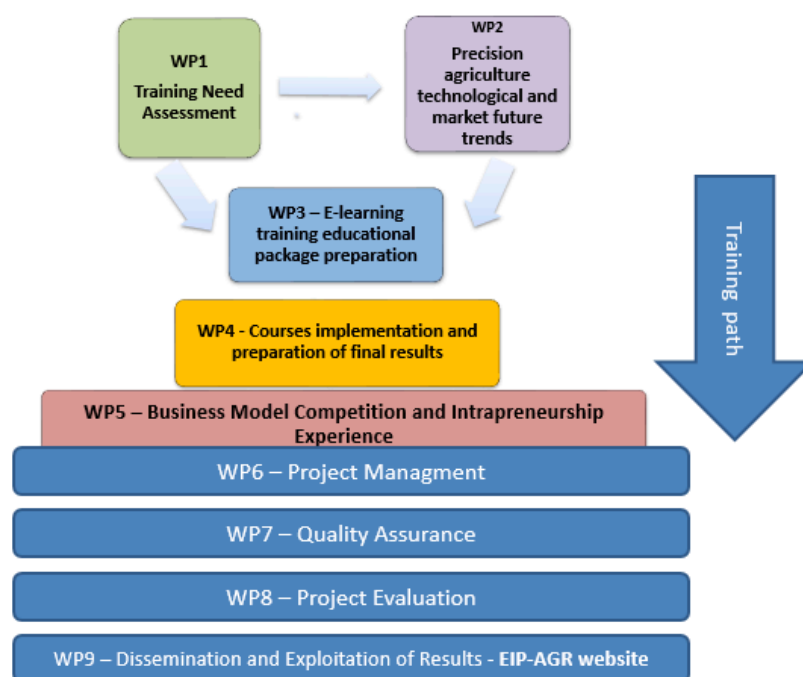 WP1
Training Need
Assessment
WP2
Precision
agriculture
technological and
market future
trends
WP3 – E-learning
training educational
package preparation
Training path
WP4 - Courses implementation and
preparation of final results
WP5 – Business Model Competition and Intrapreneurship
Experience
WP6 – Project Managment
WP7 – Quality Assurance
WP8 – Project Evaluation
WP9 – Dissemination and Exploitation of Results - EIP-AGR website